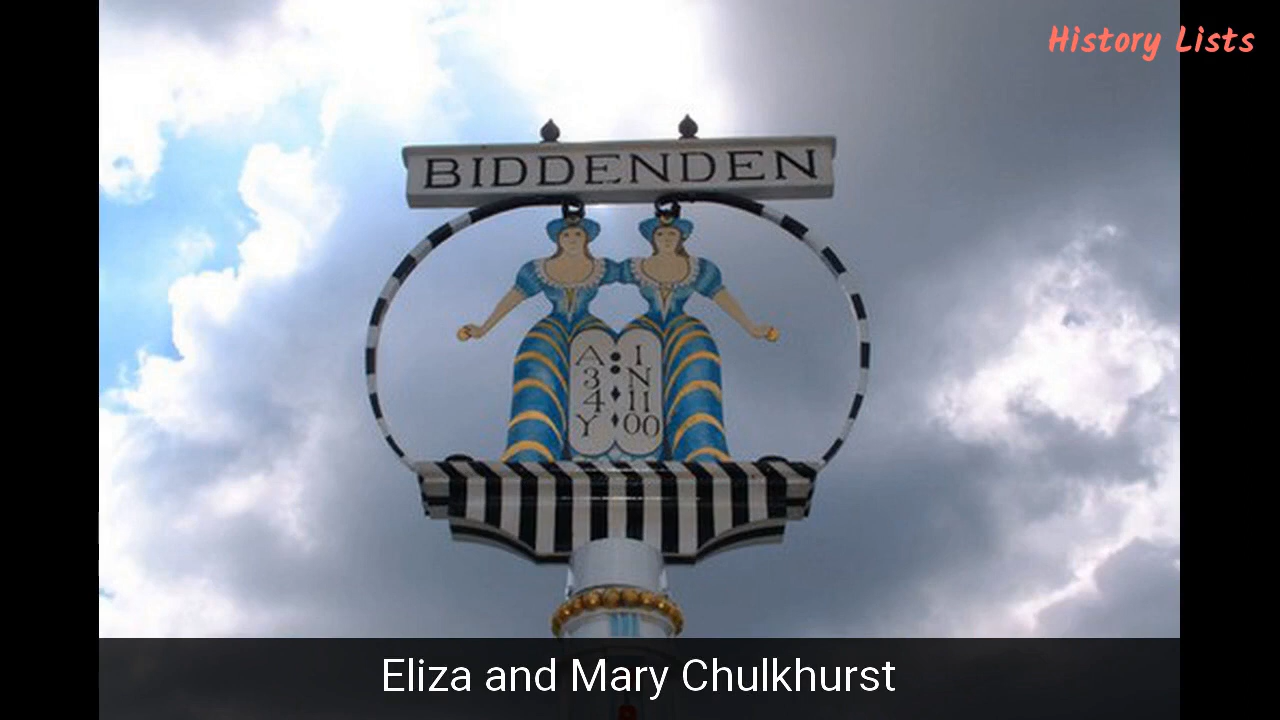 History Lists
BIDDENDEN
A : I
3 N
4 11
Y 00
Eliza and Mary Chulkhurst